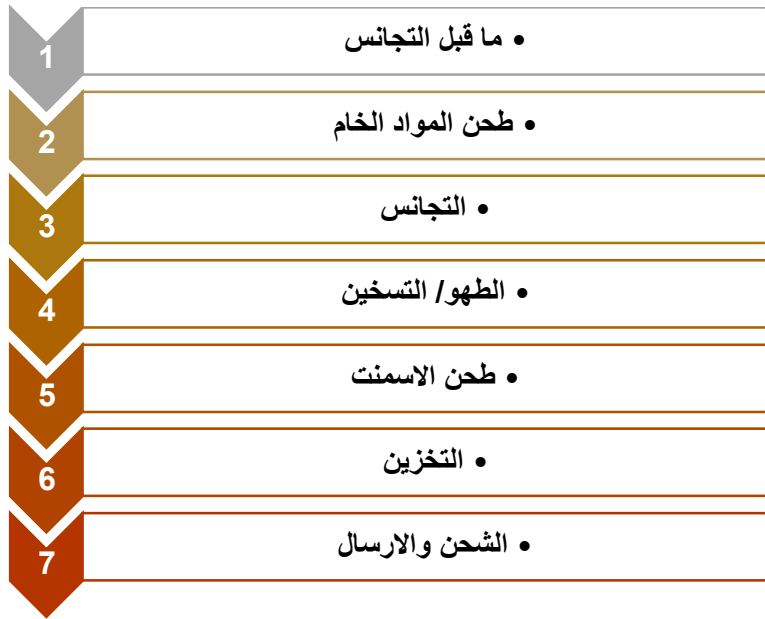 1
• ما قبل التجانس
2
• طحن المواد الخام
3
• التجانس
4
• الطهو/ التسخين
5
• طحن الاسمنت
6
• التخزين
7
• الشحن والارسال